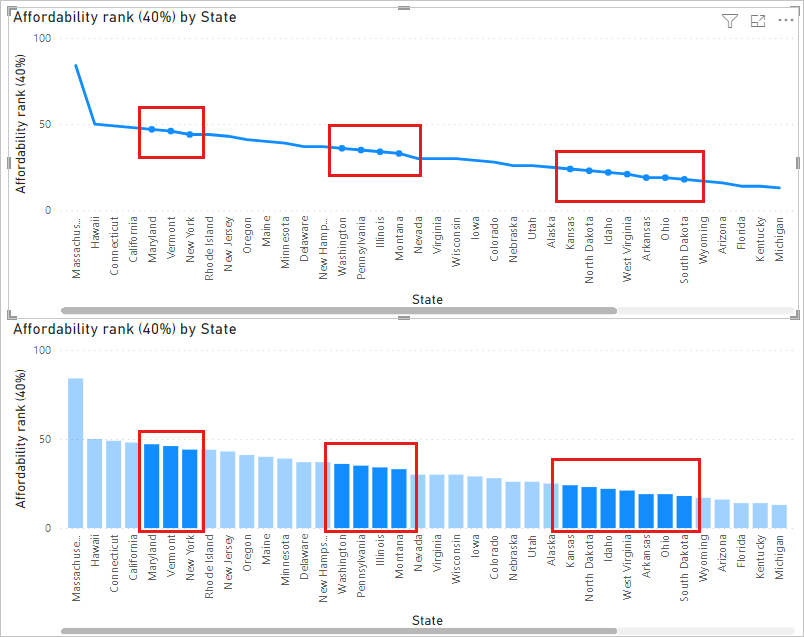 Affordability rank (40%) by State
100
50
0
Affordability rank (40%)
Massachus...
Hawaii
Connecticut
California
Maryland
Vermont
New York
Rhode Island
New Jersey
Oregon
Maine
Minnesota
Delaware
New Hamp...
Washington
Pennsylvania
Illinois
Montana
Nevada
Virginia
Wisconsin
Iowa
Colorado
Nebraska
Utah
Alaska
Kansas
North Dakota
Idaho
West Virginia
Arkansas
Ohio
South Dakota
Wyoming
Arizona
Florida
Kentucky
Michigan
State
Affordability rank (40%) by State
100
50
0
Affordability rank (40%)
Massachuse...
Hawaii
Connecticut
California
Maryland
Vermont
New York
Rhode Island
New Jersey
Oregon
Maine
Minnesota
Delaware
New Hamps...
Washington
Pennsylvania
Illinois
Montana
Nevada
Virginia
Wisconsin
Iowa
Colorado
Nebraska
Utah
Alaska
Kansas
North Dakota
Idaho
West Virginia
Arkansas
Ohio
South Dakota
Wyoming
Arizona
Florida
Kentucky
Michigan
State